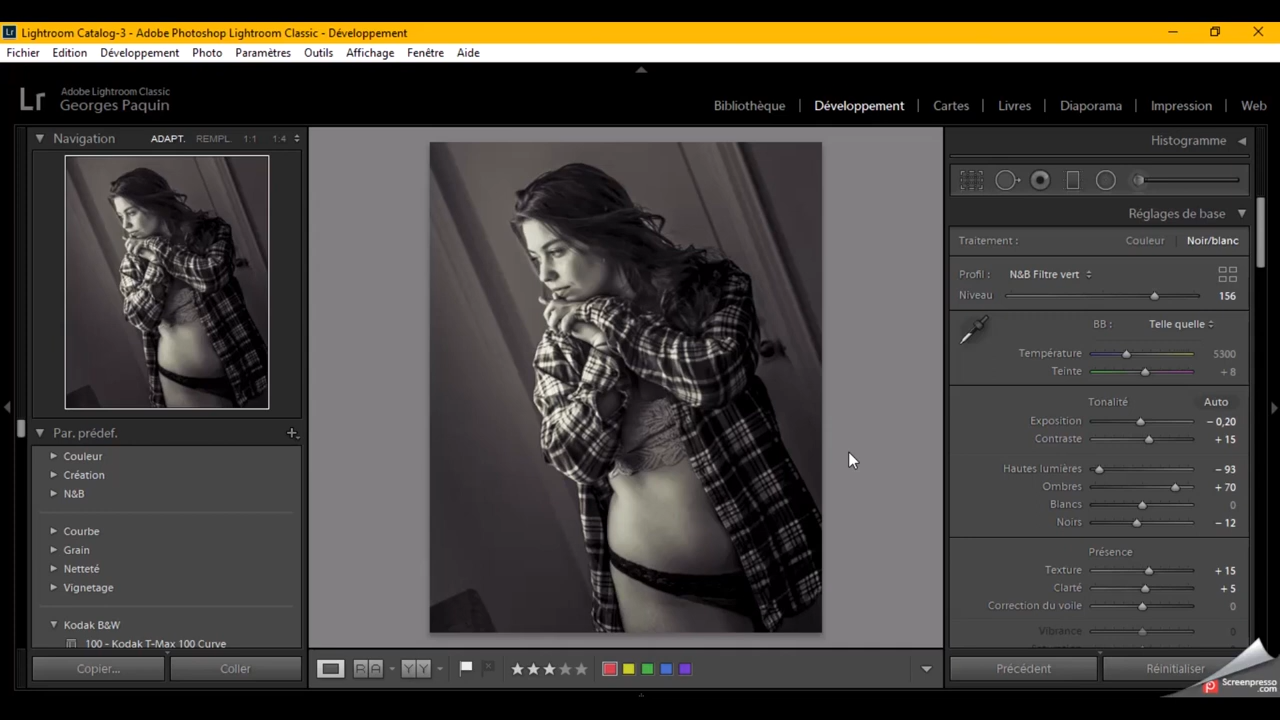 Lr Lightroom Catalog-3 - Adobe Photoshop Lightroom Classic - Développement
Fichier Edition Développement Photo Paramètres Outils Affichage Fenêtre Aide
Lr
Adobe Lightroom Classic
Georges Paquin
Bibliothèque | Développement | Cartes | Livres | Diaporama | Impression | Web
Navigation ADAPT. REMPL. 1:1 1:4
Par. prédef.
Couleur
Création
N&B
Courbe
Grain
Netteté
Vignetage
Kodak B&W
100 - Kodak T-Max 100 Curve
Copier... Coller
R A Y Y
Histogramme
Réglages de base
Traitement : Couleur | Noir/blanc
Profil : N&B Filtre vert
Niveau 156
BB : Telle quelle
Température 5300
Teinte + 8
Tonalité Auto
Exposition − 0,20
Contraste + 15
Hautes lumières − 93
Ombres + 70
Blancs 0
Noirs − 12
Présence
Texture + 15
Clarté + 5
Correction du voile 0
Vibrance 0
Précédent Réinitialiser
Screenpresso
.com